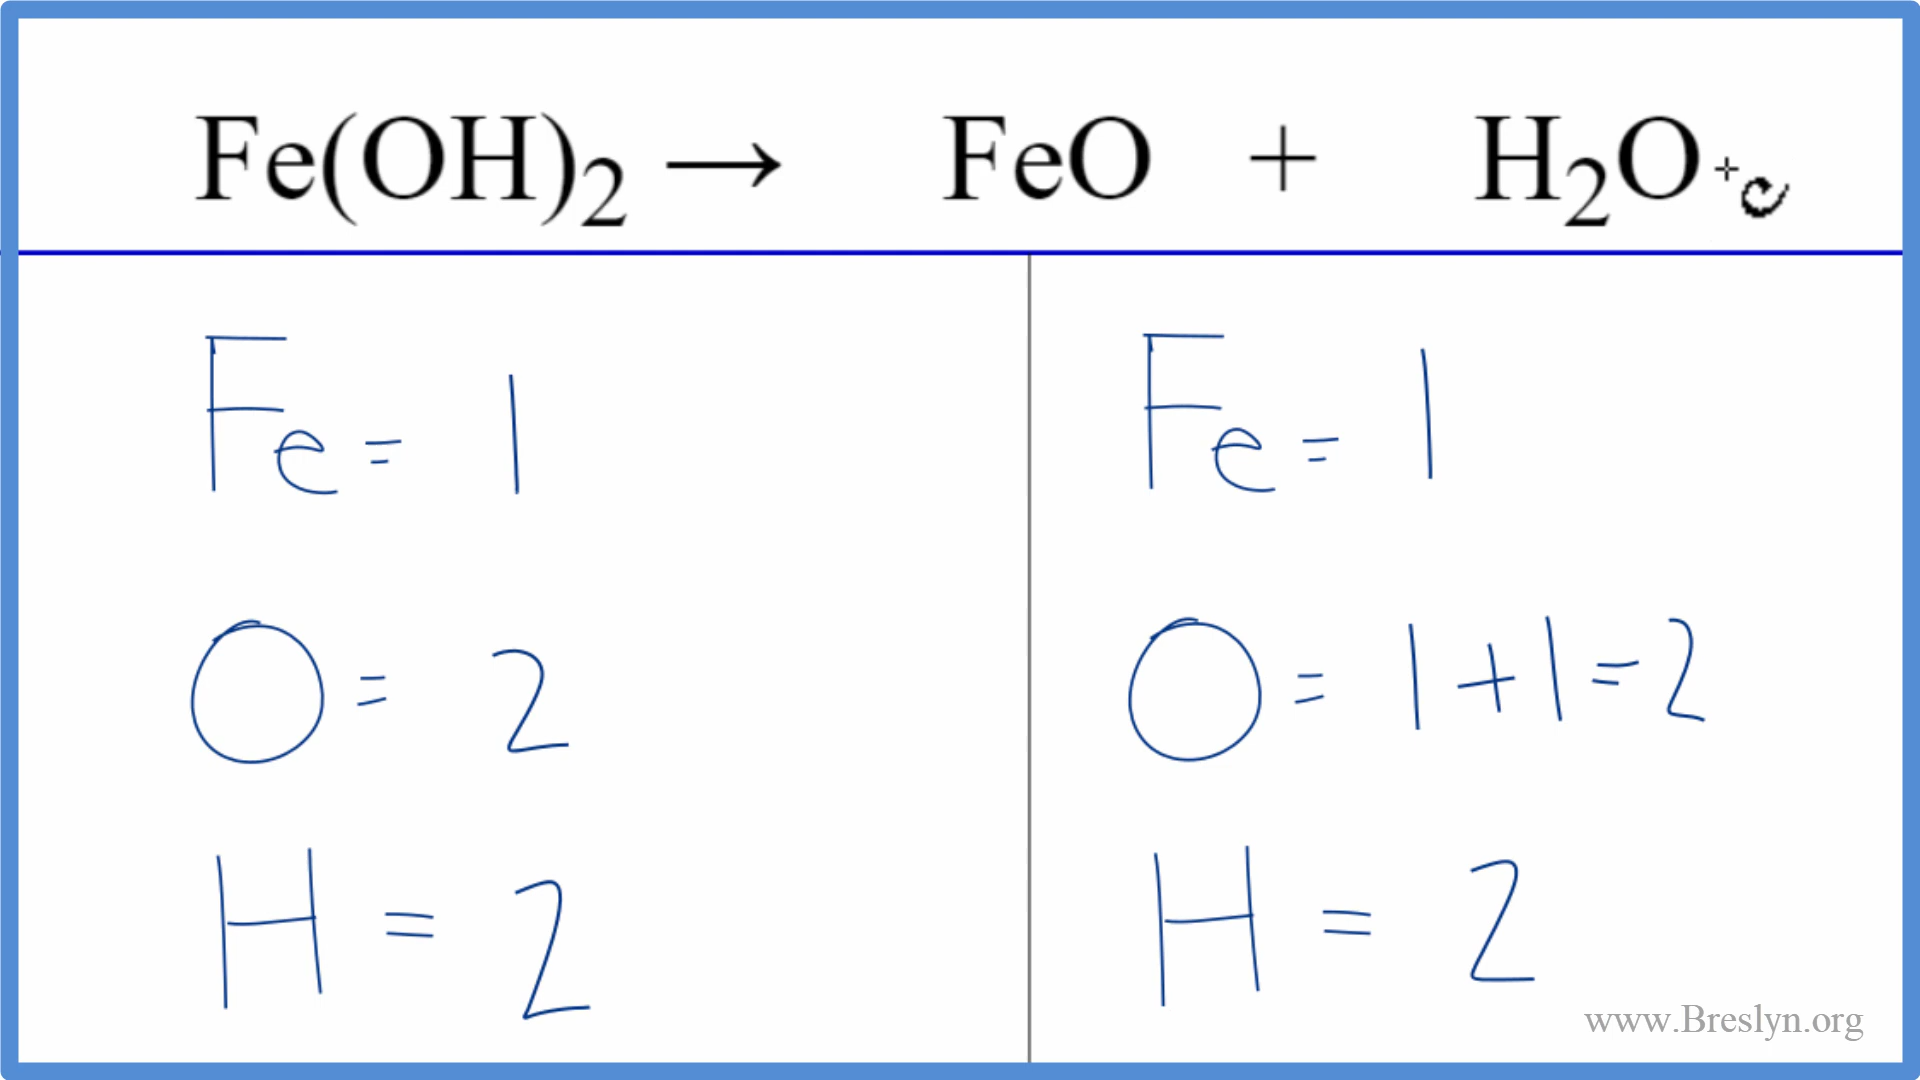 Fe(OH)₂ → FeO + H₂O
Fe = 1
O = 2
H = 2
Fe = 1
O = 1 + 1 = 2
H = 2
www.Breslyn.org